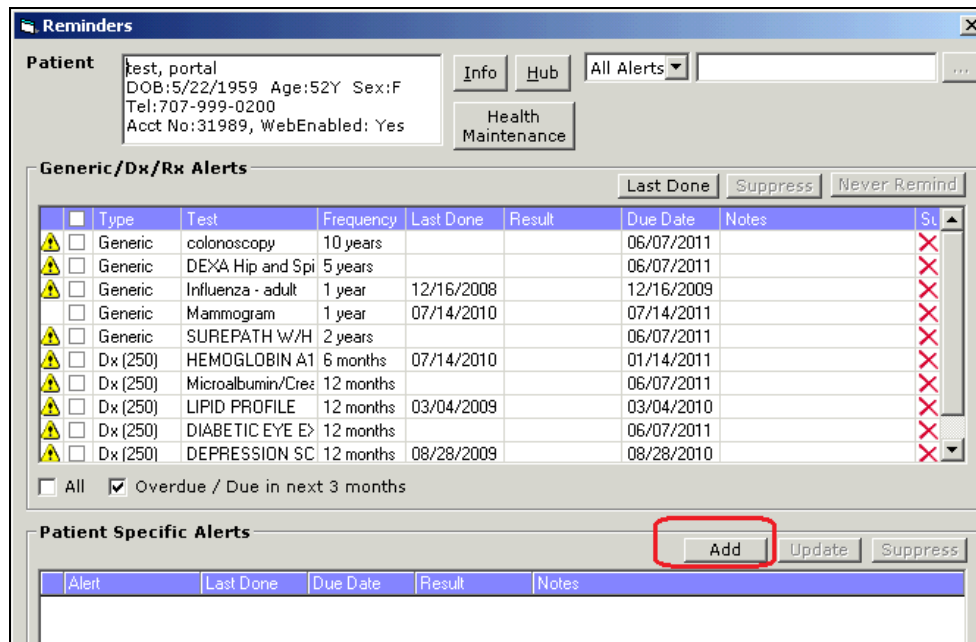 Reminders
Patient
test, portal
DOB:5/22/1959 Age:52Y Sex:F
Tel:707-999-0200
Acct No:31989, WebEnabled: Yes
Info Hub All Alerts ...
Health
Maintenance
Generic/Dx/Rx Alerts
Last Done Suppress Never Remind
Type Test Frequency Last Done Result Due Date Notes Su
Generic colonoscopy 10 years 06/07/2011
Generic DEXA Hip and Spi 5 years 06/07/2011
Generic Influenza - adult 1 year 12/16/2008 12/16/2009
Generic Mammogram 1 year 07/14/2010 07/14/2011
Generic SUREPATH W/H 2 years 06/07/2011
Dx (250) HEMOGLOBIN A1 6 months 07/14/2010 01/14/2011
Dx (250) Microalbumin/Crea 12 months 06/07/2011
Dx (250) LIPID PROFILE 12 months 03/04/2009 03/04/2010
Dx (250) DIABETIC EYE EX 12 months 06/07/2011
Dx (250) DEPRESSION SC 12 months 08/28/2009 08/28/2010
All Overdue / Due in next 3 months
Patient Specific Alerts
Add Update Suppress
Alert Last Done Due Date Result Notes